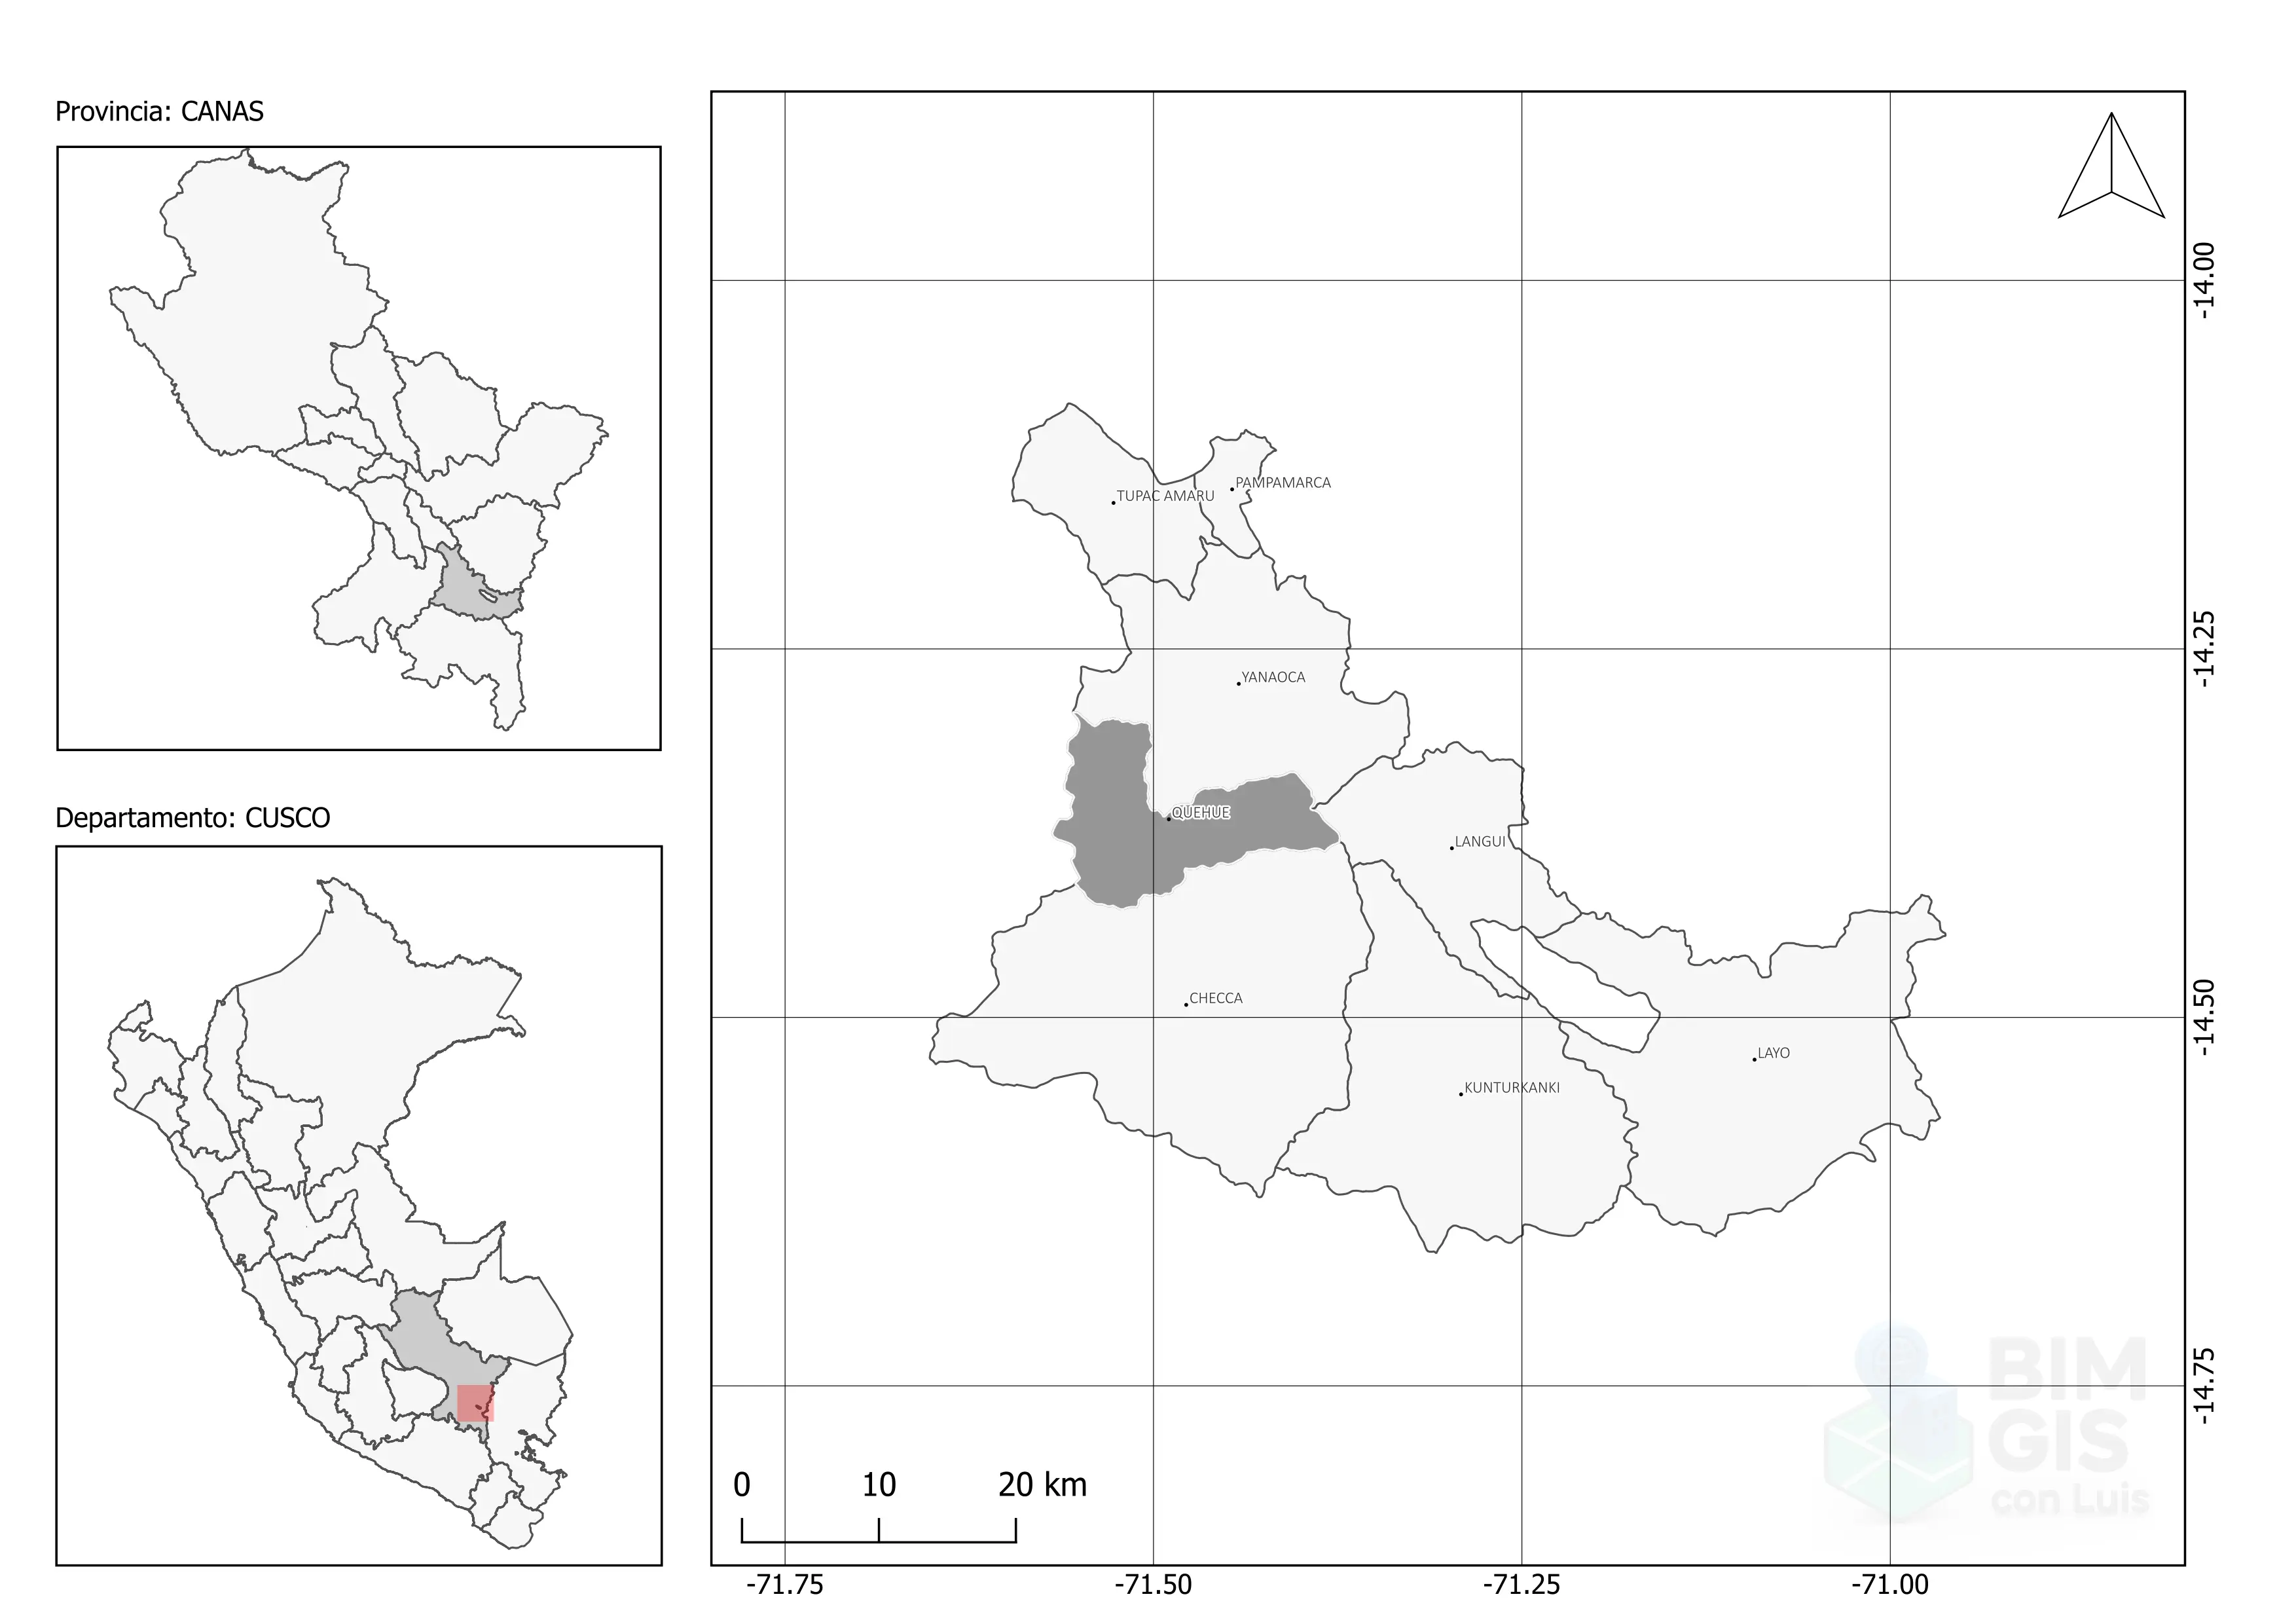 Provincia: CANAS
Departamento: CUSCO
TUPAC AMARU
PAMPAMARCA
YANAOCA
QUEHUE
LANGUI
CHECCA
LAYO
KUNTURKANKI
-14.00
-14.25
-14.50
-14.75
0 10 20 km
BIM
GIS
con Luis
-71.75 -71.50 -71.25 -71.00